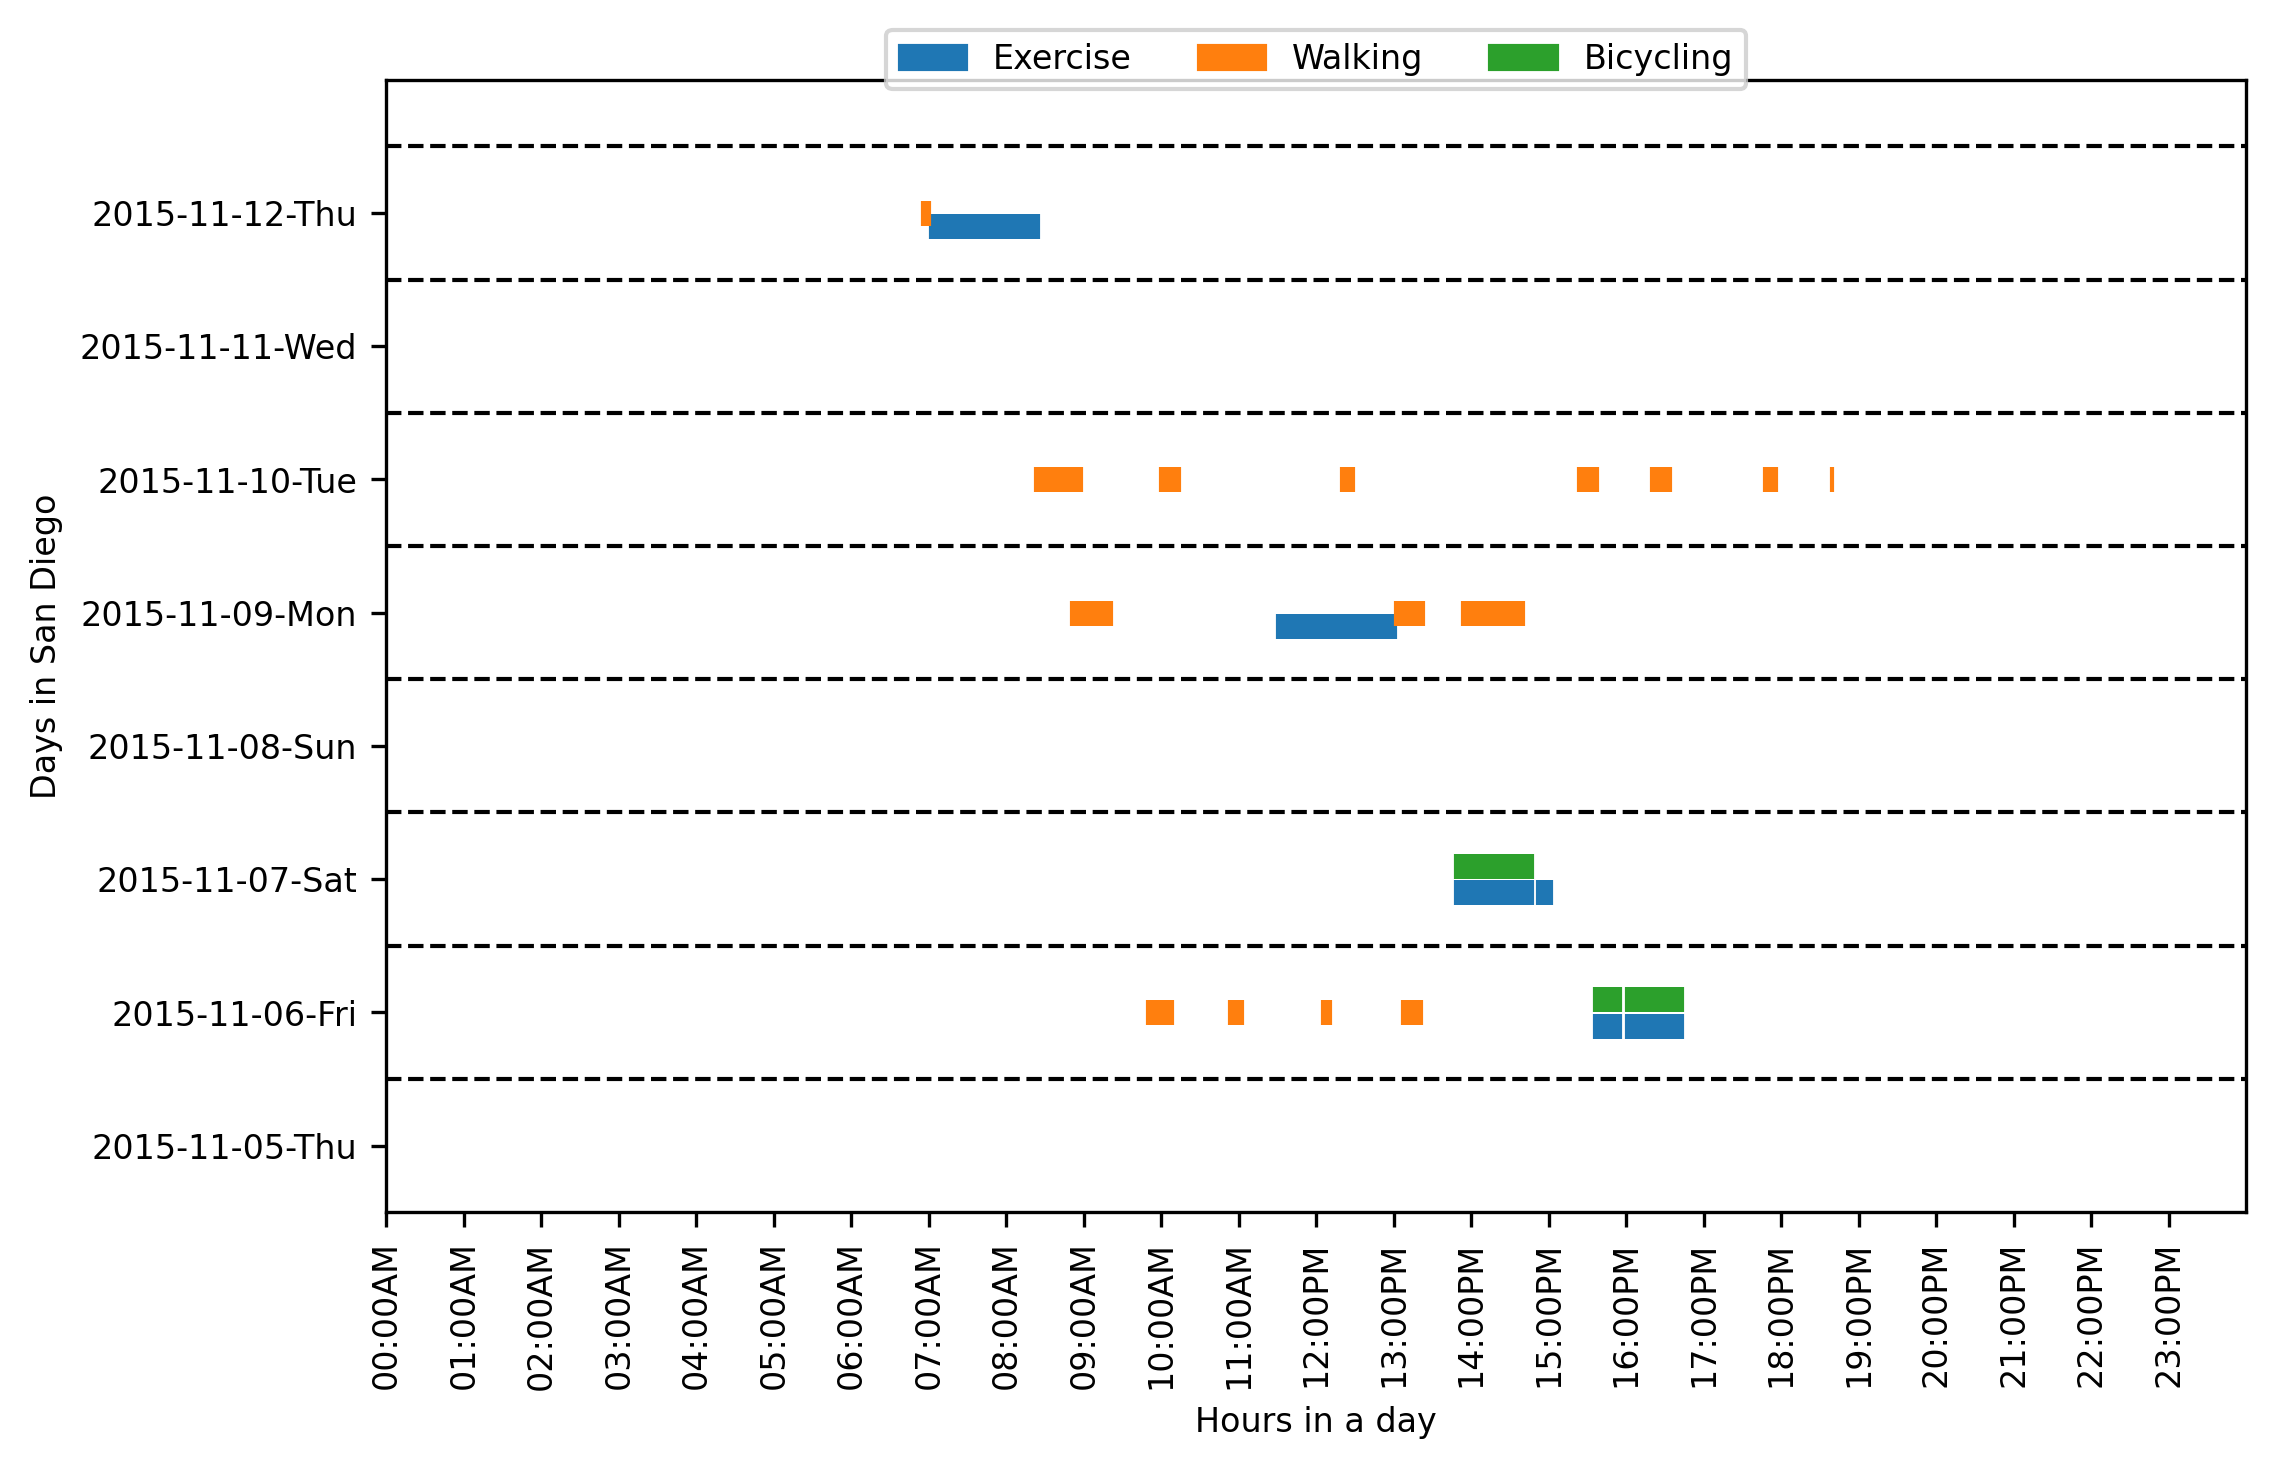 Exercise Walking Bicycling
2015-11-12-Thu
2015-11-11-Wed
2015-11-10-Tue
2015-11-09-Mon
2015-11-08-Sun
2015-11-07-Sat
2015-11-06-Fri
2015-11-05-Thu
Days in San Diego
00:00AM
01:00AM
02:00AM
03:00AM
04:00AM
05:00AM
06:00AM
07:00AM
08:00AM
09:00AM
10:00AM
11:00AM
12:00PM
13:00PM
14:00PM
15:00PM
16:00PM
17:00PM
18:00PM
19:00PM
20:00PM
21:00PM
22:00PM
23:00PM
Hours in a day